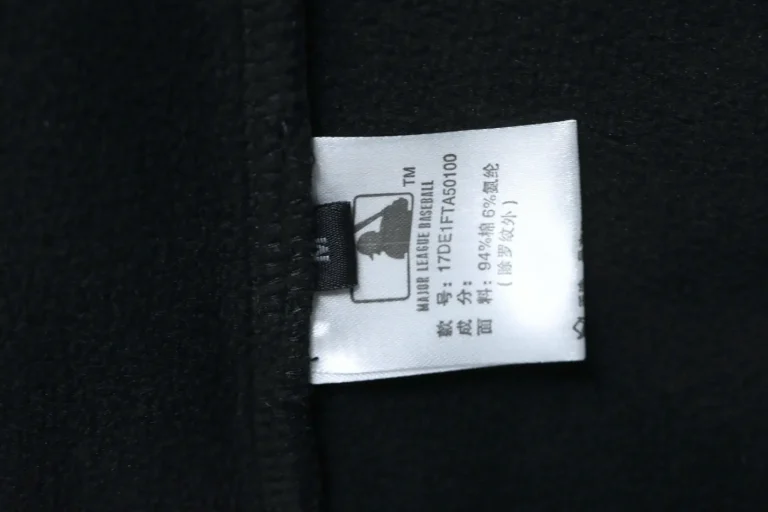 TM
MAJOR LEAGUE BASEBALL
款 号: 17DE1FTA50100
成 分:
面 料: 94%棉 6%氨纶
(除罗纹外)
M